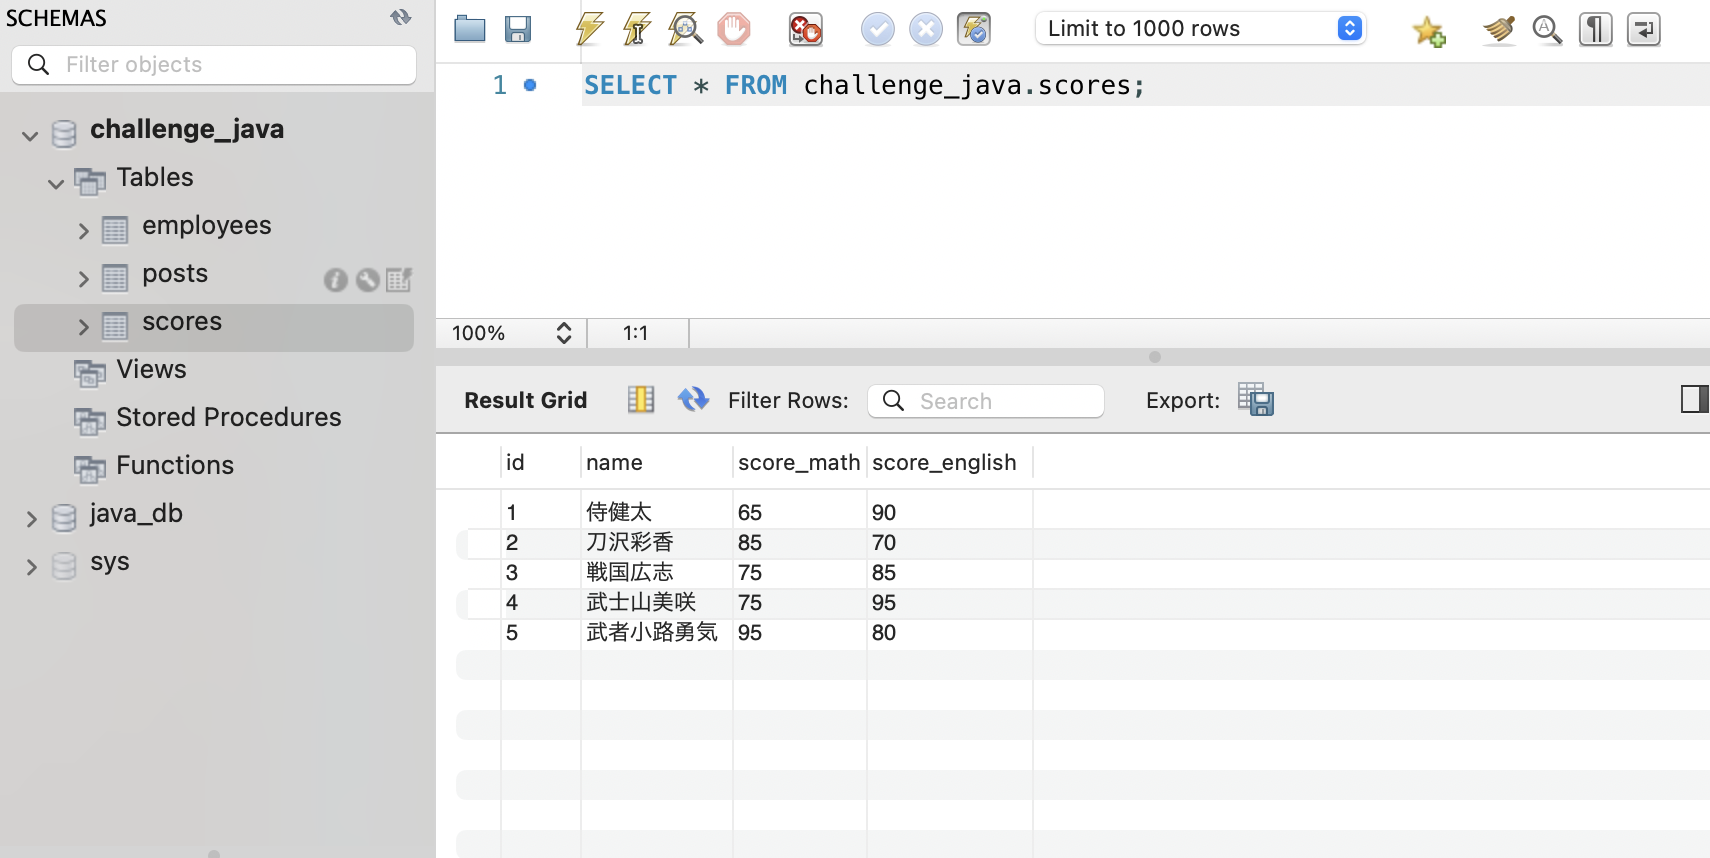 SCHEMAS
Filter objects
challenge_java
Tables
employees
posts
scores
Views
Stored Procedures
Functions
java_db
sys
Limit to 1000 rows
1 SELECT * FROM challenge_java.scores;
100% 1:1
Result Grid Filter Rows: Search Export:
id name score_math score_english
1 侍健太 65 90
2 刀沢彩香 85 70
3 戦国広志 75 85
4 武士山美咲 75 95
5 武者小路勇気 95 80